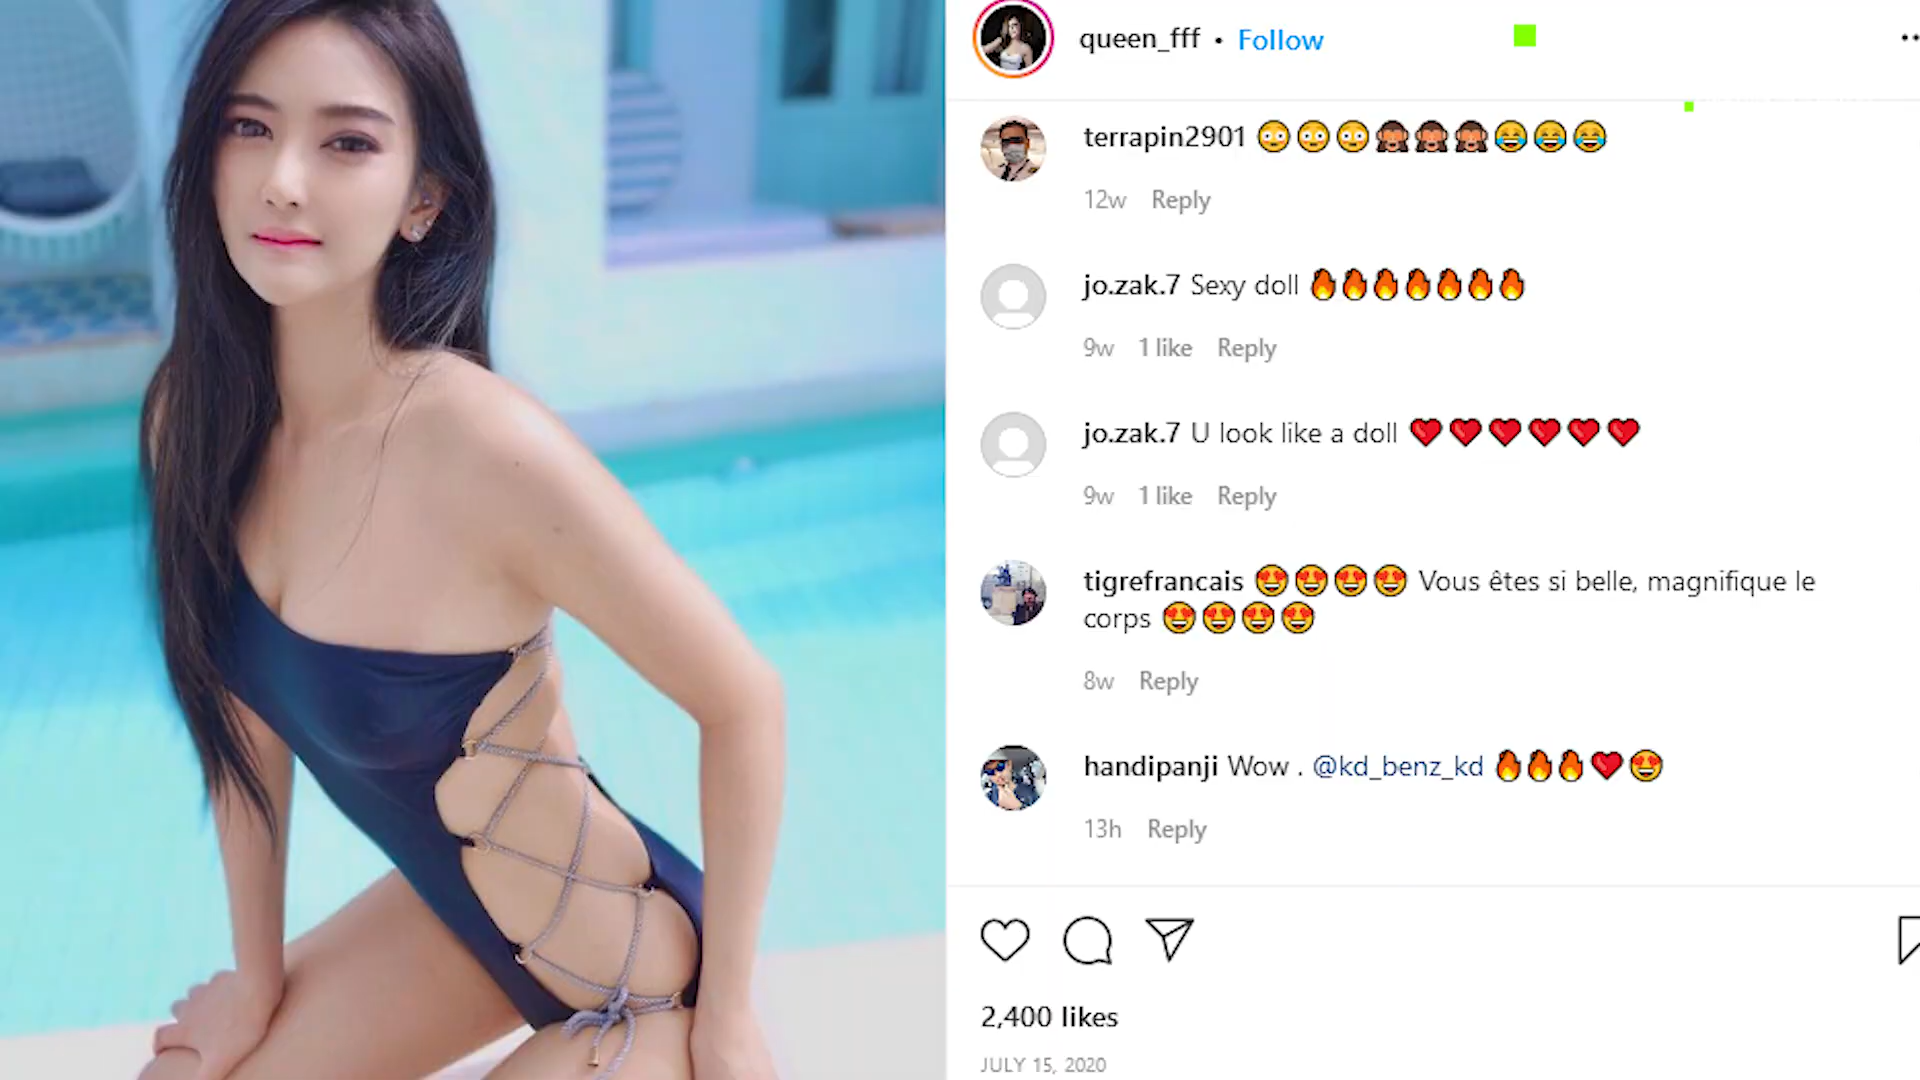 queen_fff • Follow
terrapin2901 😳😳😳🙈🙈🙈😂😂😂
12w Reply
jo.zak.7 Sexy doll 🔥🔥🔥🔥🔥🔥🔥
9w 1 like Reply
jo.zak.7 U look like a doll ❤️❤️❤️❤️❤️❤️
9w 1 like Reply
tigrefrancais 😍😍😍😍 Vous êtes si belle, magnifique le
corps 😍😍😍😍
8w Reply
handipanji Wow . @kd_benz_kd 🔥🔥🔥❤️😍
13h Reply
2,400 likes
JULY 15, 2020